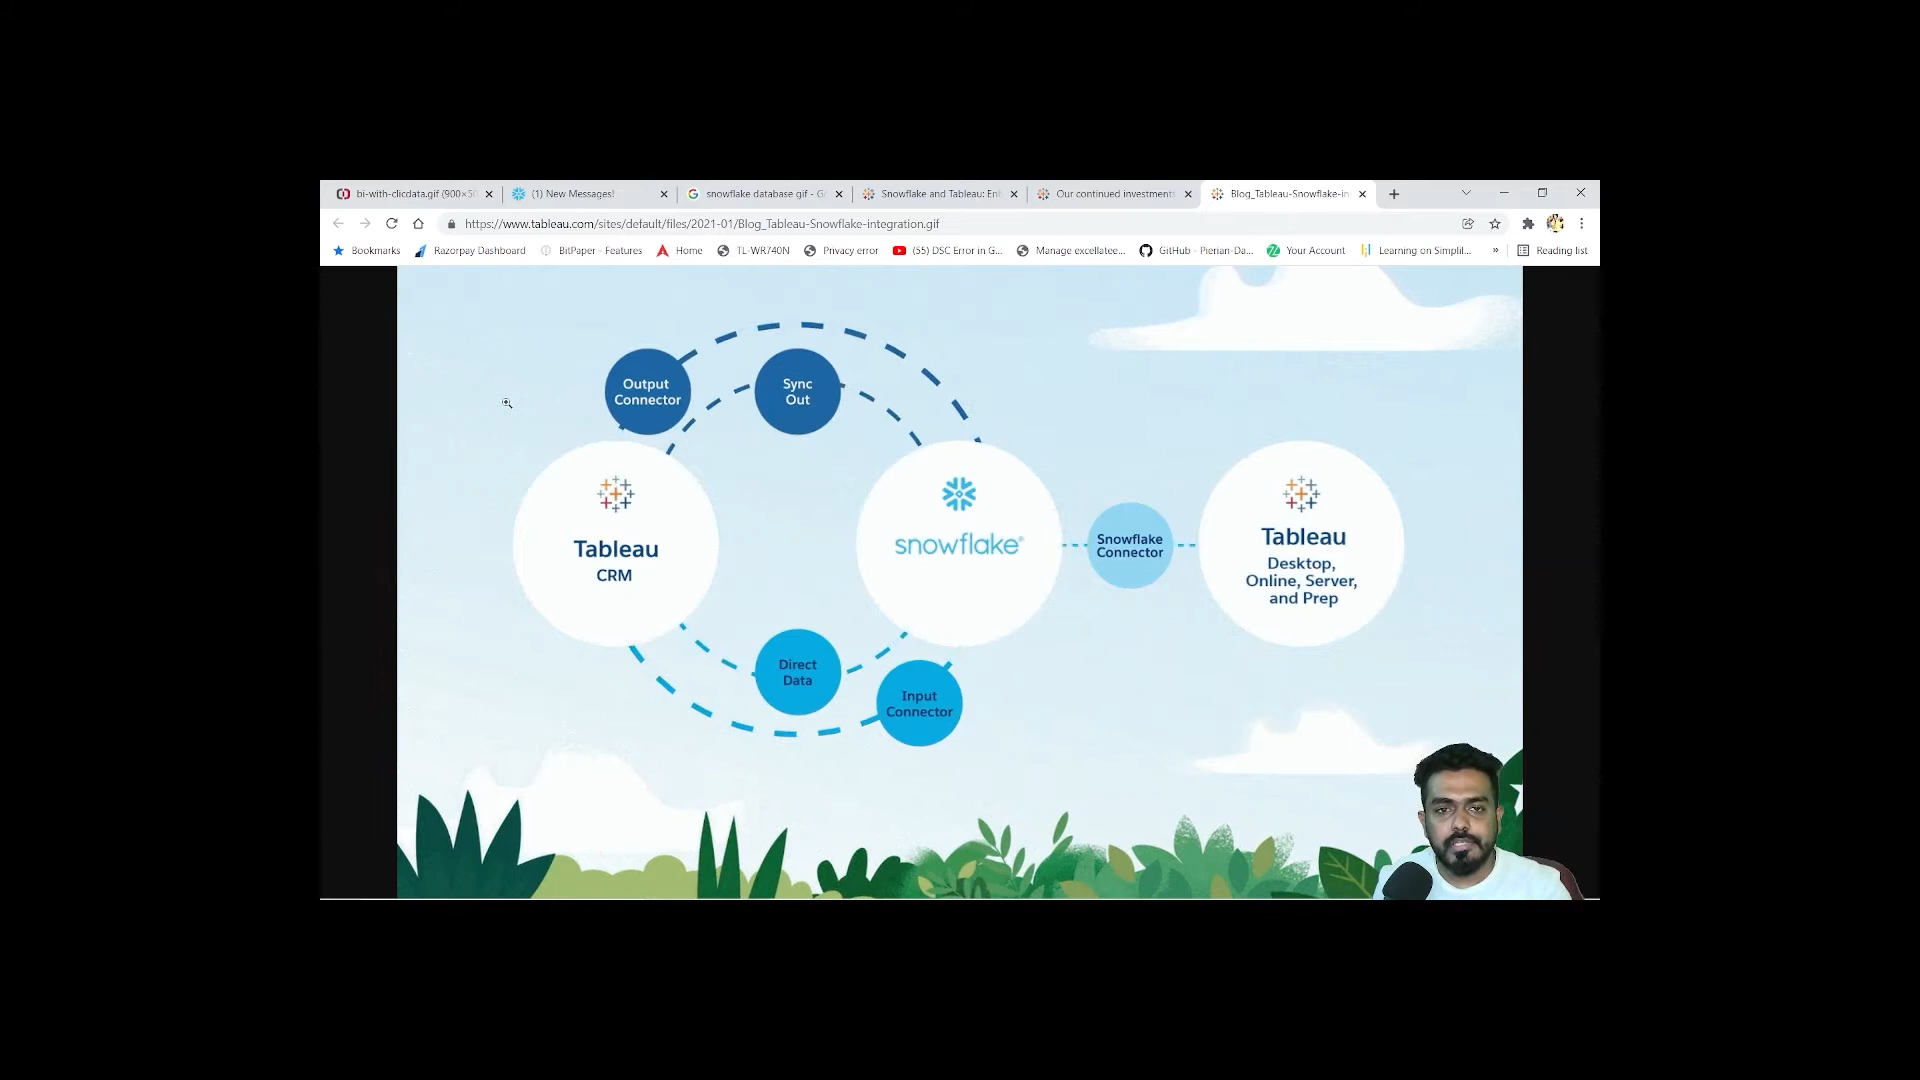 bi-with-clicdata.gif (900×50
(1) New Messages!
snowflake database gif - G
Snowflake and Tableau: En
Our continued investments
Blog_Tableau-Snowflake-in
https://www.tableau.com/sites/default/files/2021-01/Blog_Tableau-Snowflake-integration.gif
Bookmarks
Razorpay Dashboard
BitPaper - Features
Home
TL-WR740N
Privacy error
(55) DSC Error in G...
Manage excellatee...
GitHub - Pierian-Da...
Your Account
Learning on Simplil...
»
Reading list
Output
Connector
Sync
Out
Tableau
CRM
snowflake®
Snowflake
Connector
Tableau
Desktop,
Online, Server,
and Prep
Direct
Data
Input
Connector